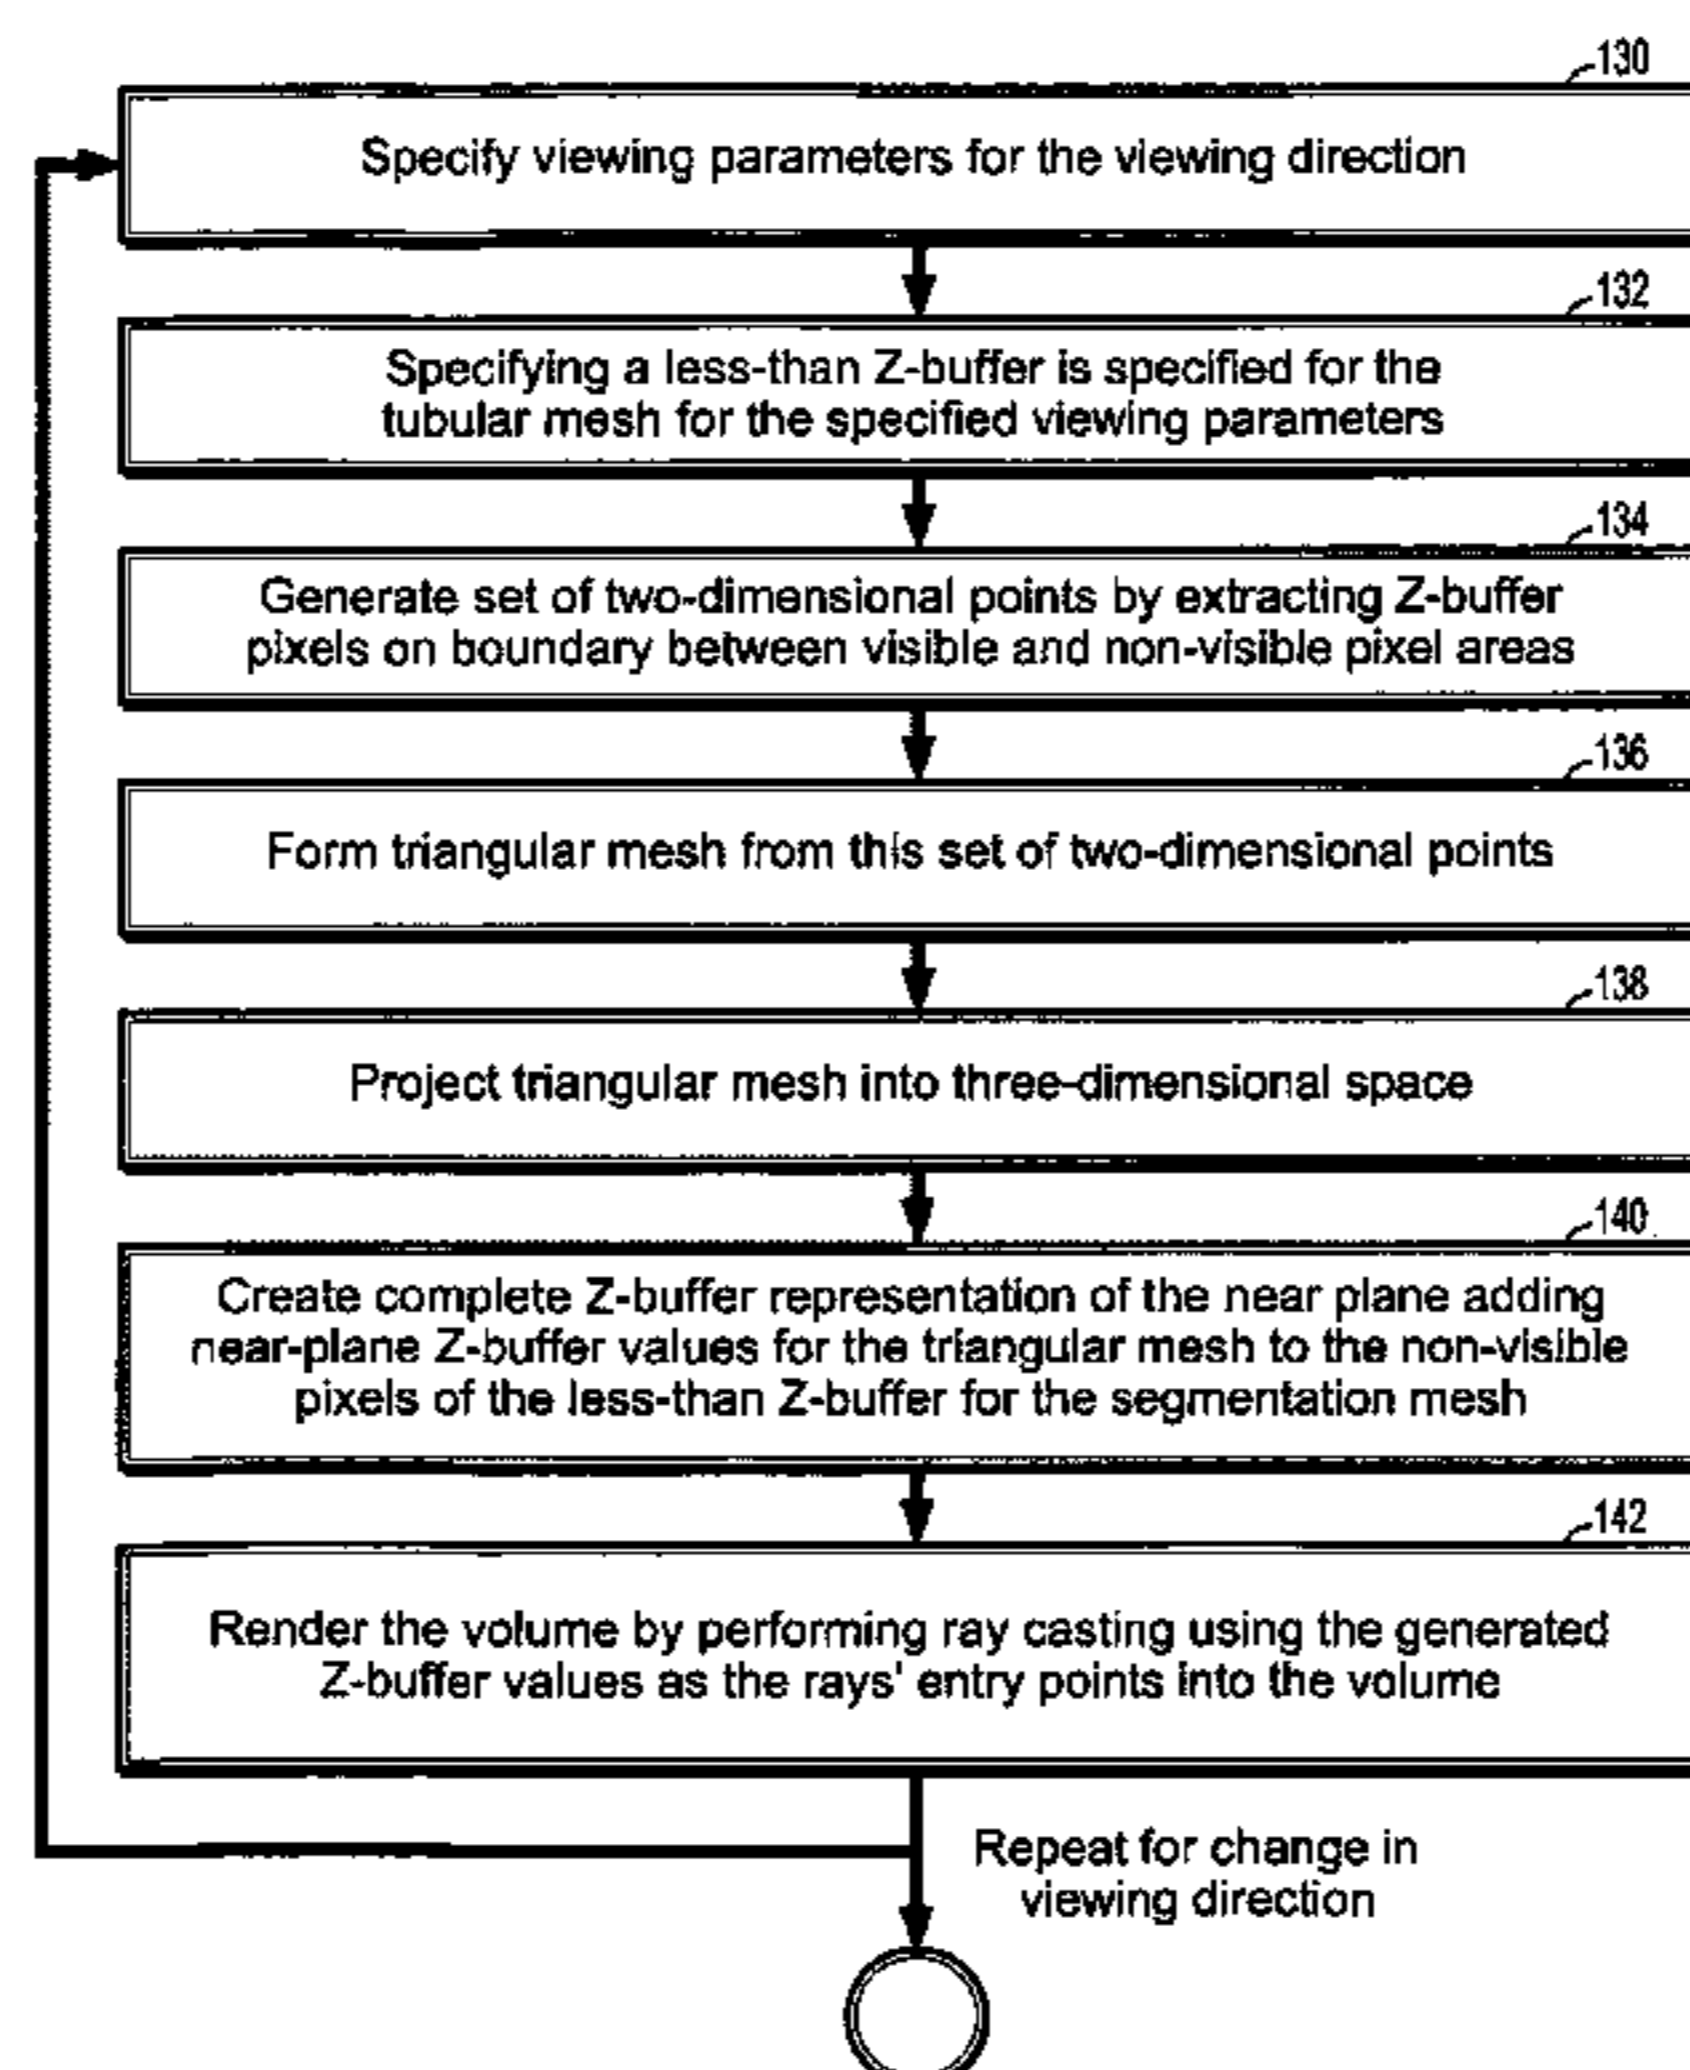 130
Specify viewing parameters for the viewing direction
132
Specifying a less-than Z-buffer is specified for the
tubular mesh for the specified viewing parameters
134
Generate set of two-dimensional points by extracting Z-buffer
pixels on boundary between visible and non-visible pixel areas
136
Form triangular mesh from this set of two-dimensional points
138
Project triangular mesh into three-dimensional space
140
Create complete Z-buffer representation of the near plane adding
near-plane Z-buffer values for the triangular mesh to the non-visible
pixels of the less-than Z-buffer for the segmentation mesh
142
Render the volume by performing ray casting using the generated
Z-buffer values as the rays' entry points into the volume
Repeat for change in
viewing direction